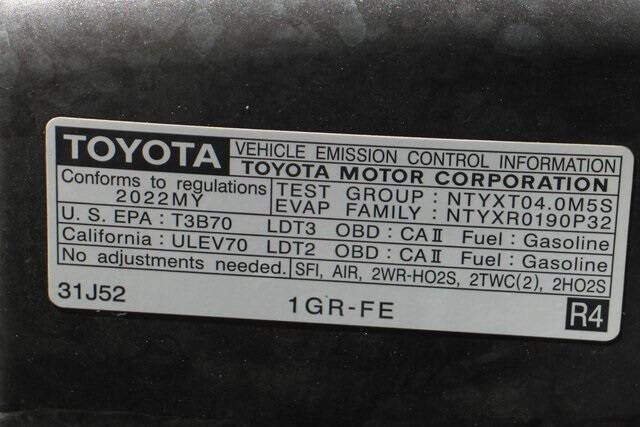 TOYOTA VEHICLE EMISSION CONTROL INFORMATION
TOYOTA MOTOR CORPORATION
Conforms to regulations
2022MY
TEST GROUP : NTYXT04.0M5S
EVAP FAMILY : NTYXR0190P32
U. S. EPA : T3B70 LDT3 OBD : CAⅡ Fuel : Gasoline
California : ULEV70 LDT2 OBD : CAⅡ Fuel : Gasoline
No adjustments needed. SFI, AIR, 2WR-HO2S, 2TWC(2), 2HO2S
31J52 1GR-FE R4